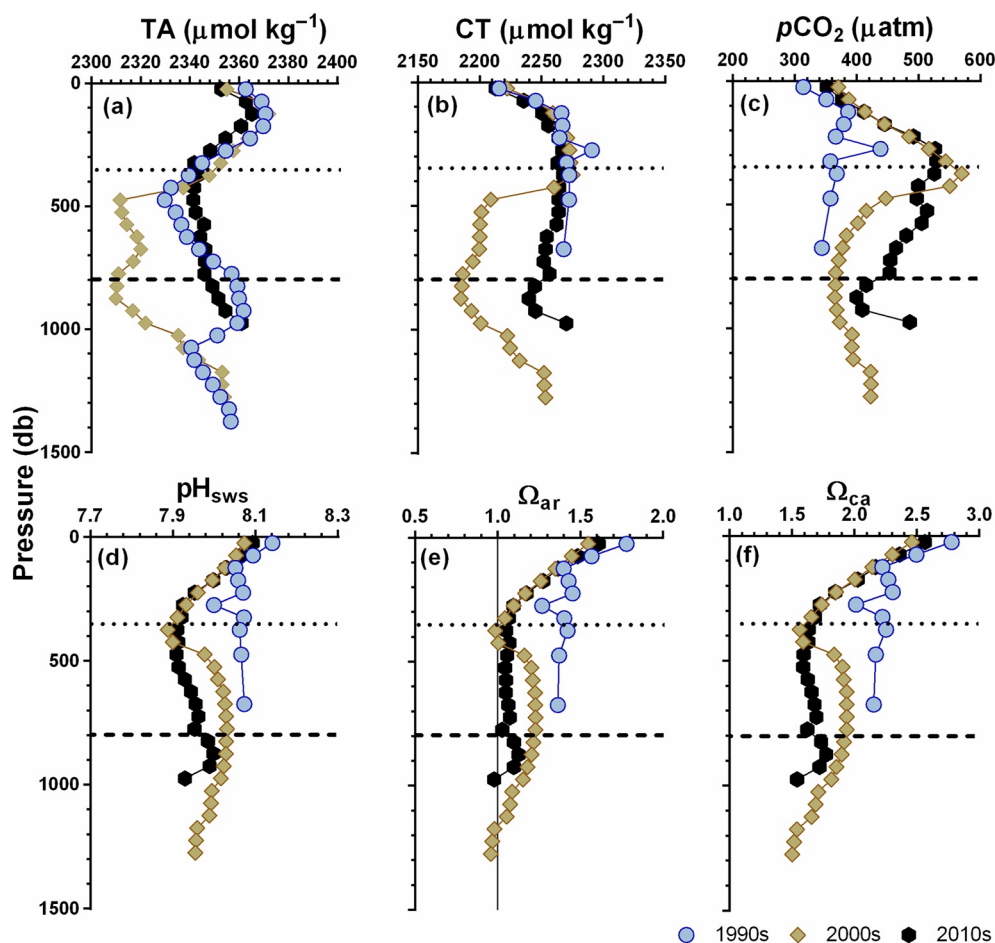 TA (μmol kg⁻¹) CT (μmol kg⁻¹) pCO₂ (μatm)
2300 2320 2340 2360 2380 2400 2150 2200 2250 2300 2350 200 300 400 500 600
0 (a) (b) (c)
500
1000
1500
Pressure (db)
pHsws Ωar Ωca
7.7 7.9 8.1 8.3 0.5 1.0 1.5 2.0 1.0 1.5 2.0 2.5 3.0
0 (d) (e) (f)
500
1000
1500
1990s 2000s 2010s